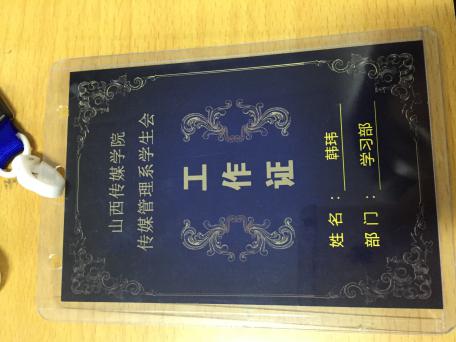 山西传媒学院
传媒管理系学生会
工作证
姓名：韩玮
部门：学习部